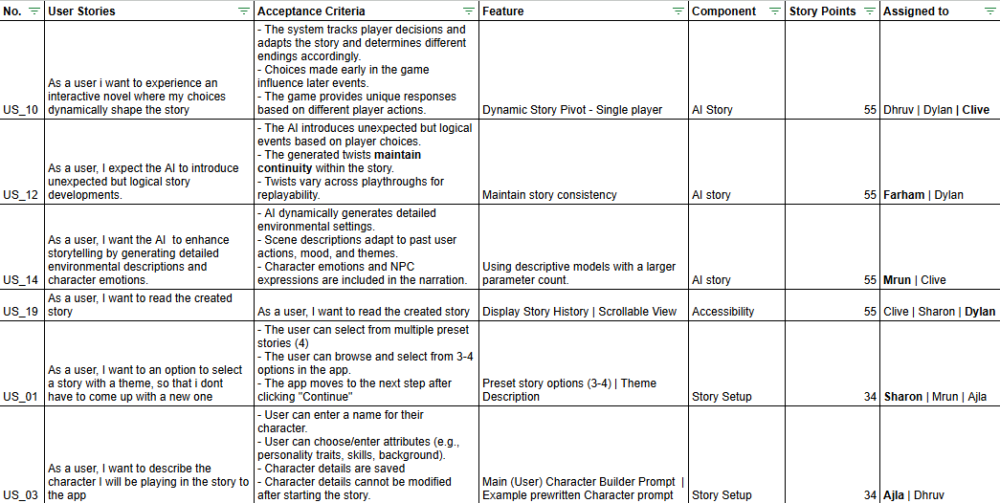 No. User Stories Acceptance Criteria Feature Component Story Points Assigned to
US_10
As a user i want to experience an
interactive novel where my choices
dynamically shape the story
- The system tracks player decisions and
adapts the story and determines different
endings accordingly.
- Choices made early in the game
influence later events.
- The game provides unique responses
based on different player actions.
Dynamic Story Pivot - Single player
AI Story
55
Dhruv | Dylan | Clive
US_12
As a user, I expect the AI to introduce
unexpected but logical story
developments.
- The AI introduces unexpected but logical
events based on player choices.
- The generated twists maintain
continuity within the story.
- Twists vary across playthroughs for
replayability.
Maintain story consistency
AI story
55
Farham | Dylan
US_14
As a user, I want the AI  to enhance
storytelling by generating detailed
environmental descriptions and
character emotions.
- AI dynamically generates detailed
environmental settings.
- Scene descriptions adapt to past user
actions, mood, and themes.
- Character emotions and NPC
expressions are included in the narration.
Using descriptive models with a larger
parameter count.
AI story
55
Mrun | Clive
US_19
As a user, I want to read the created
story
As a user, I want to read the created story
Display Story History | Scrollable View
Accessibility
55
Clive | Sharon | Dylan
US_01
As a user, I want to an option to select
a story with a theme, so that i dont
have to come up with a new one
- The user can select from multiple preset
stories (4)
- The user can browse and select from 3-4
options in the app.
- The app moves to the next step after
clicking "Continue"
Preset story options (3-4) | Theme
Description
Story Setup
34
Sharon | Mrun | Ajla
US_03
As a user, I want to describe the
character I will be playing in the story to
the app
- User can enter a name for their
character.
- User can choose/enter attributes (e.g.,
personality traits, skills, background).
- Character details are saved
- Character details cannot be modified
after starting the story.
Main (User) Character Builder Prompt  |
Example prewritten Character prompt
Story Setup
34
Ajla | Dhruv